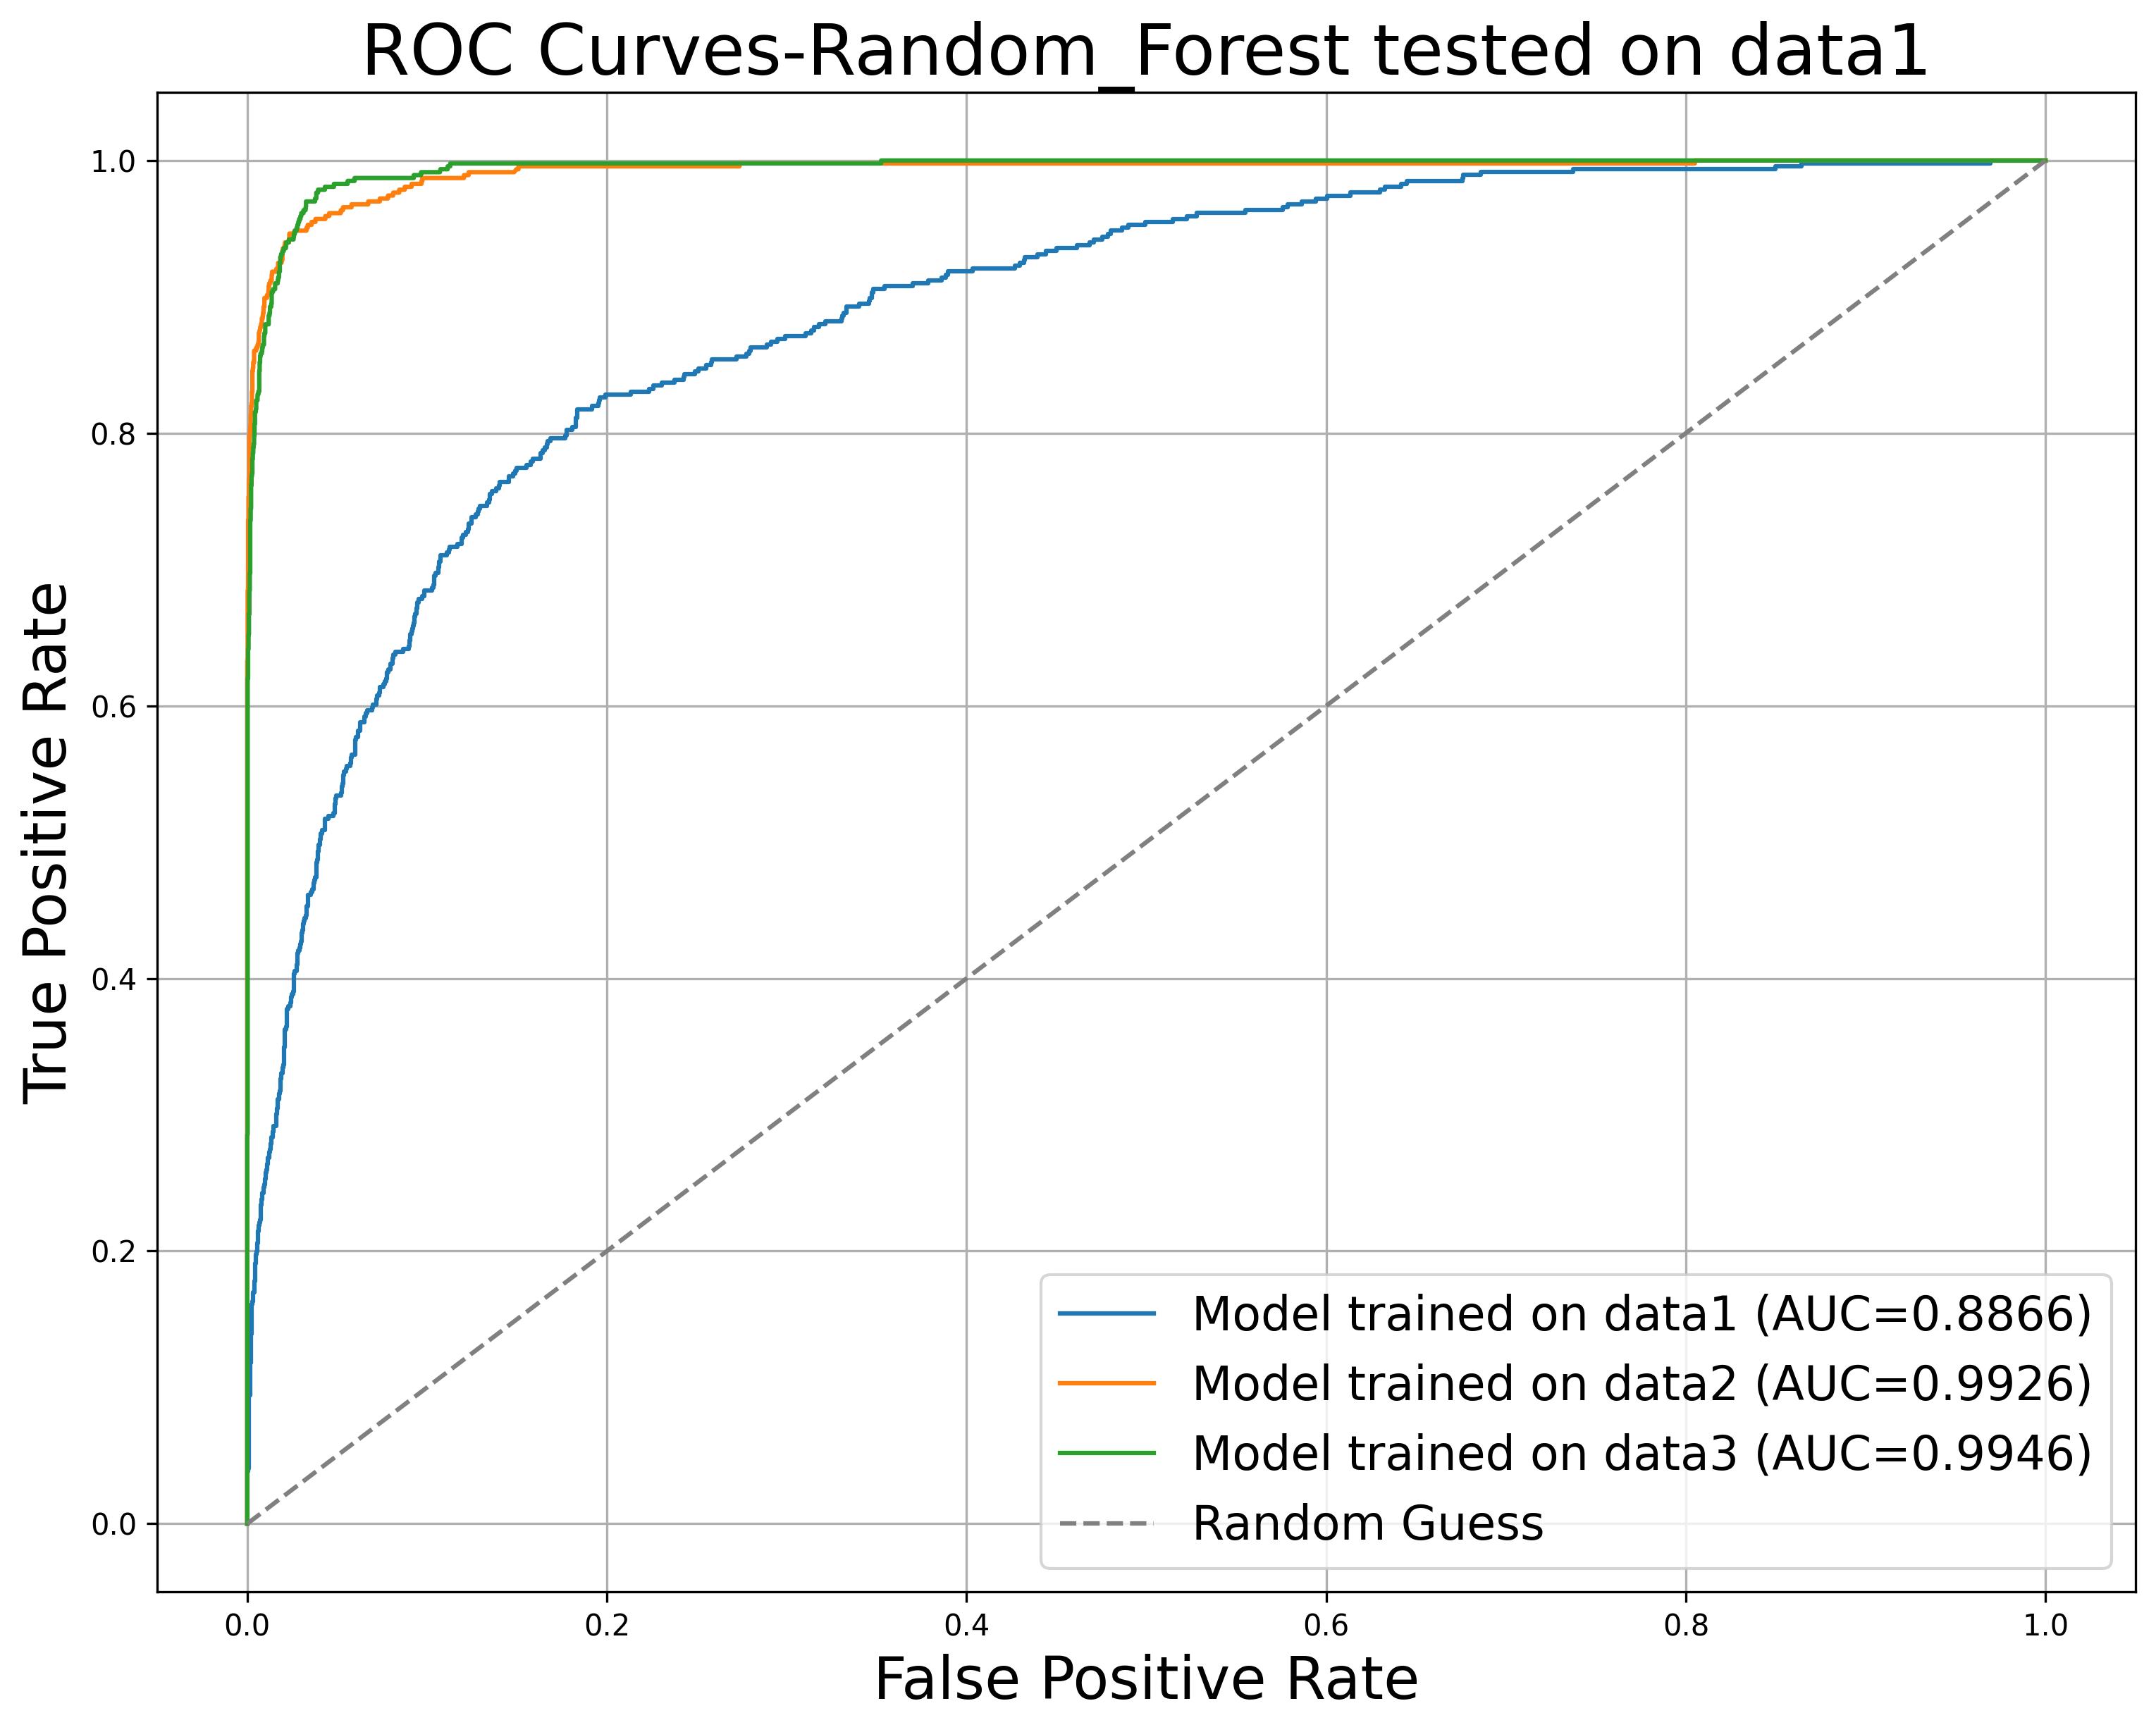 ROC Curves-Random_Forest tested on data1
1.0
0.8
0.6
0.4
0.2
0.0
True Positive Rate
Model trained on data1 (AUC=0.8866)
Model trained on data2 (AUC=0.9926)
Model trained on data3 (AUC=0.9946)
Random Guess
0.0 0.2 0.4 0.6 0.8 1.0
False Positive Rate